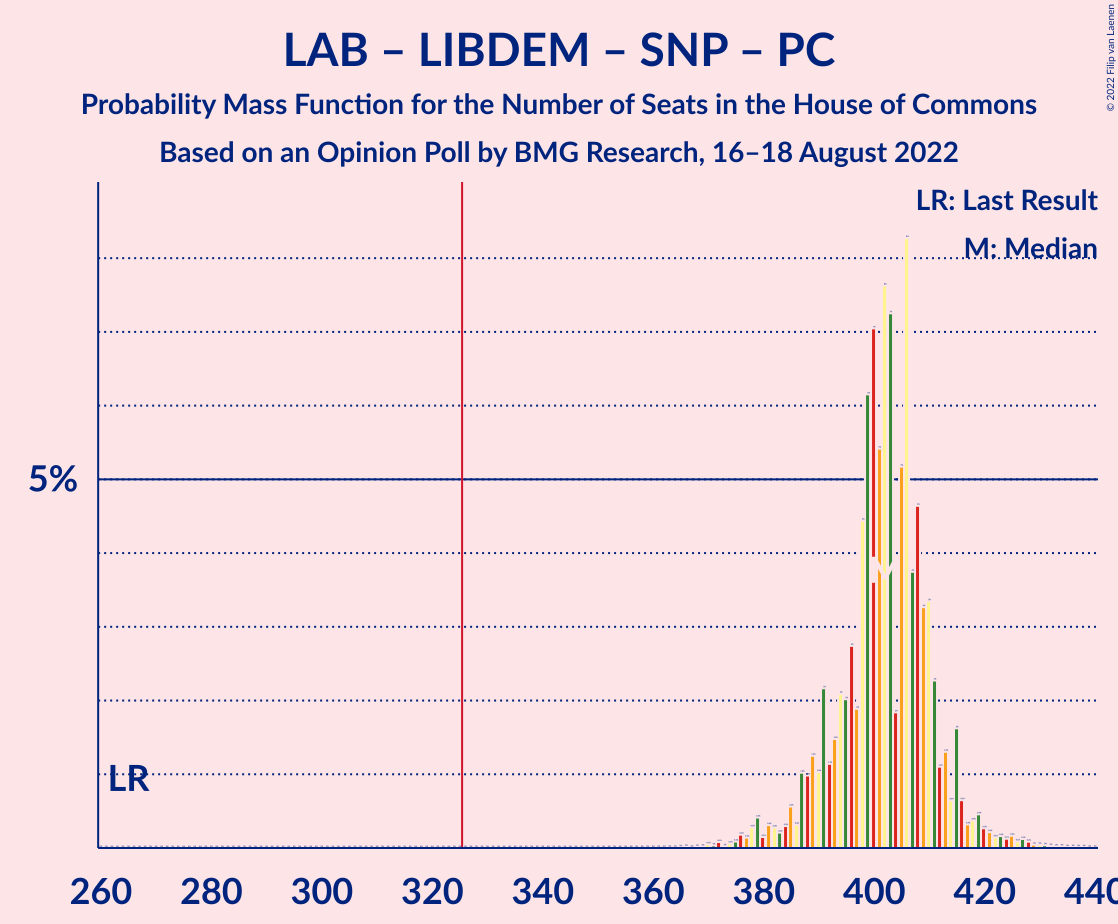 LAB – LIBDEM – SNP – PC
Probability Mass Function for the Number of Seats in the House of Commons
Based on an Opinion Poll by BMG Research, 16–18 August 2022
© 2022 Filip van Laenen
LR: Last Result
M: Median
5%
M
LR
260 280 300 320 340 360 380 400 420 440